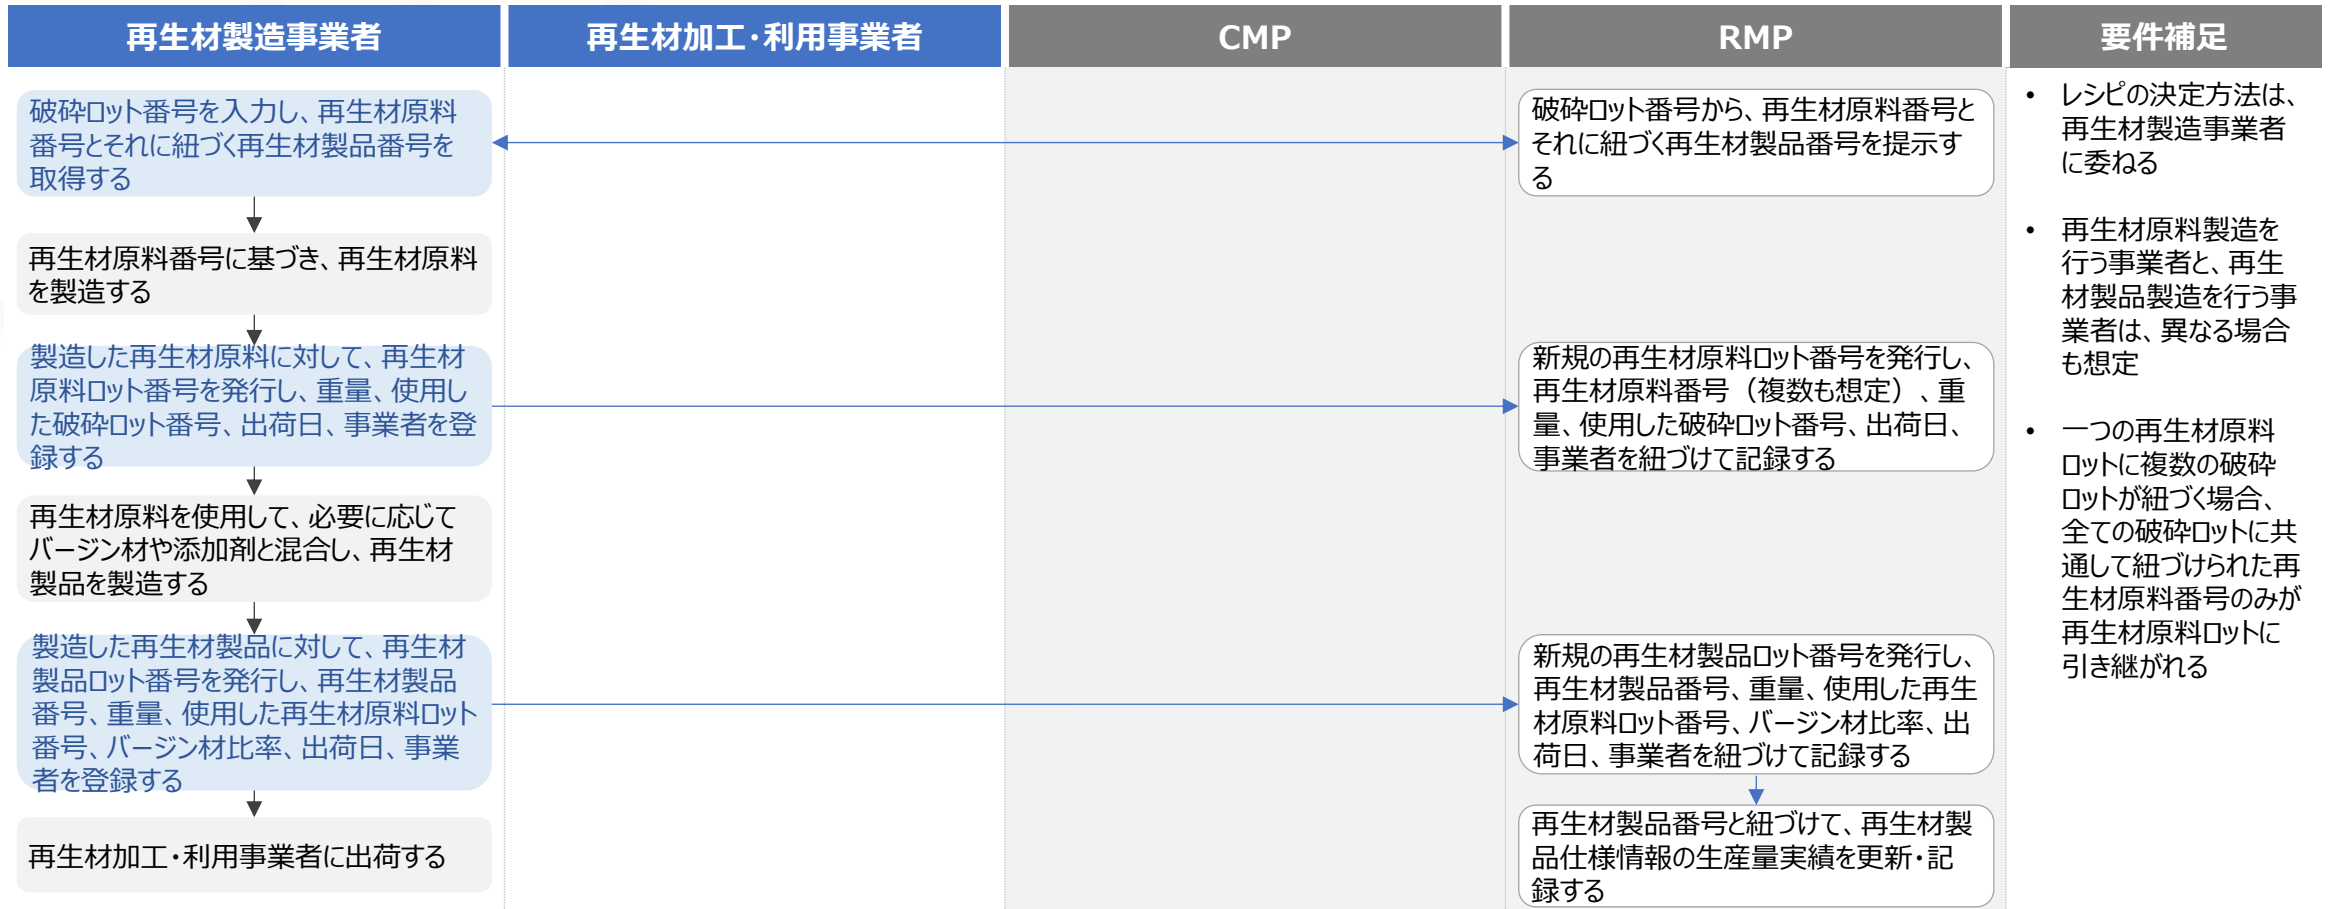 再生材製造事業者
再生材加工・利用事業者
CMP
RMP
要件補足
破砕ロット番号を入力し、再生材原料
番号とそれに紐づく再生材製品番号を
取得する
再生材原料番号に基づき、再生材原料
を製造する
製造した再生材原料に対して、再生材
原料ロット番号を発行し、重量、使用し
た破砕ロット番号、出荷日、事業者を登
録する
再生材原料を使用して、必要に応じて
バージン材や添加剤と混合し、再生材
製品を製造する
製造した再生材製品に対して、再生材
製品ロット番号を発行し、再生材製品
番号、重量、使用した再生材原料ロット
番号、バージン材比率、出荷日、事業
者を登録する
再生材加工・利用事業者に出荷する
破砕ロット番号から、再生材原料番号と
それに紐づく再生材製品番号を提示す
る
新規の再生材原料ロット番号を発行し、
再生材原料番号（複数も想定）、重
量、使用した破砕ロット番号、出荷日、
事業者を紐づけて記録する
新規の再生材製品ロット番号を発行し、
再生材製品番号、重量、使用した再生
材原料ロット番号、バージン材比率、出
荷日、事業者を紐づけて記録する
再生材製品番号と紐づけて、再生材製
品仕様情報の生産量実績を更新・記
録する
• レシピの決定方法は、
再生材製造事業者
に委ねる
• 再生材原料製造を
行う事業者と、再生
材製品製造を行う事
業者は、異なる場合
も想定
• 一つの再生材原料
ロットに複数の破砕
ロットが紐づく場合、
全ての破砕ロットに共
通して紐づけられた再
生材原料番号のみが
再生材原料ロットに
引き継がれる